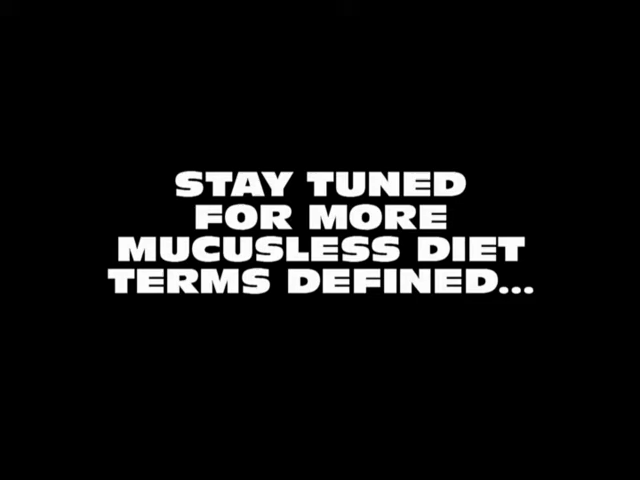 STAY TUNED
FOR MORE
MUCUSLESS DIET
TERMS DEFINED...